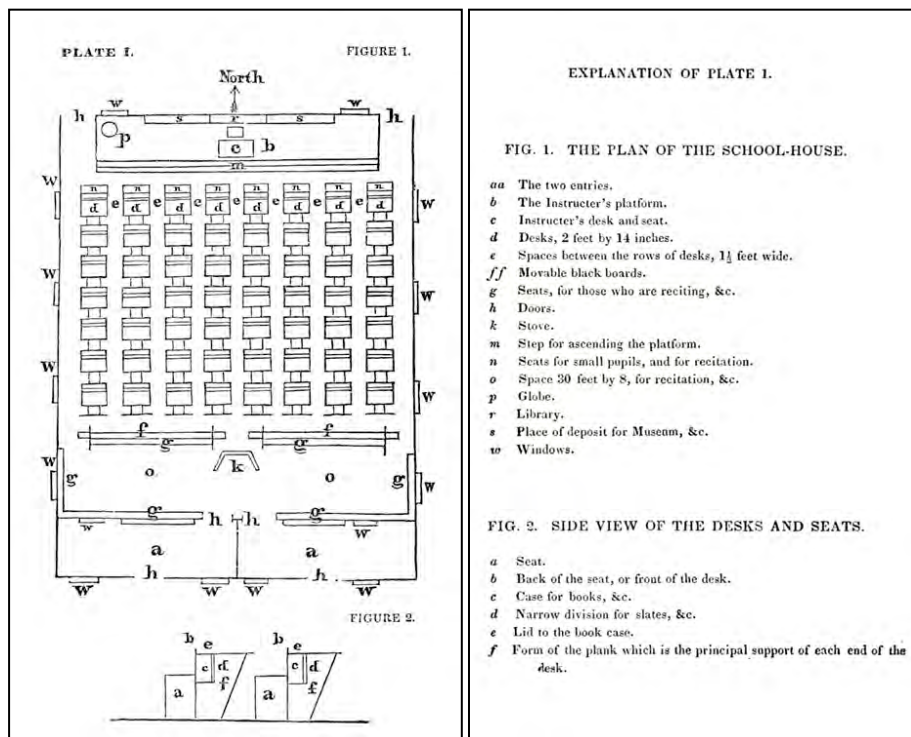 PLATE I. FIGURE 1.
North
w w
h s r s h
p c b
m
w
n n n n n n n n
d e d e d e d e d e d e d e d
w
w
w
w
w
f f
g g
k
w
g o o g w
g g
w h h w
a a
h h
w w w w
FIGURE 2.
b e b e
c d c d
a f a f
EXPLANATION OF PLATE 1.
FIG. 1. THE PLAN OF THE SCHOOL-HOUSE.
aa The two entries.
b The Instructer's platform.
c Instructer's desk and seat.
d Desks, 2 feet by 14 inches.
e Spaces between the rows of desks, 1½ feet wide.
ff Movable black boards.
g Seats, for those who are reciting, &c.
h Doors.
k Stove.
m Step for ascending the platform.
n Seats for small pupils, and for recitation.
o Space 30 feet by 8, for recitation, &c.
p Globe.
r Library.
s Place of deposit for Museum, &c.
w Windows.
FIG. 2. SIDE VIEW OF THE DESKS AND SEATS.
a Seat.
b Back of the seat, or front of the desk.
c Case for books, &c.
d Narrow division for slates, &c.
e Lid to the book case.
f Form of the plank which is the principal support of each end of the
desk.